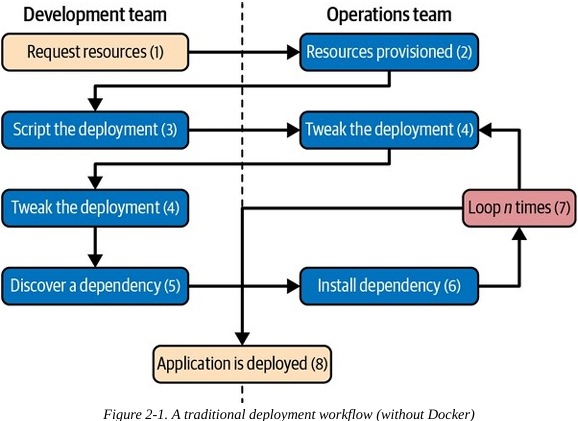 Development team
Operations team
Request resources (1)
Resources provisioned (2)
Script the deployment (3)
Tweak the deployment (4)
Tweak the deployment (4)
Loop n times (7)
Discover a dependency (5)
Install dependency (6)
Application is deployed (8)
Figure 2-1. A traditional deployment workflow (without Docker)